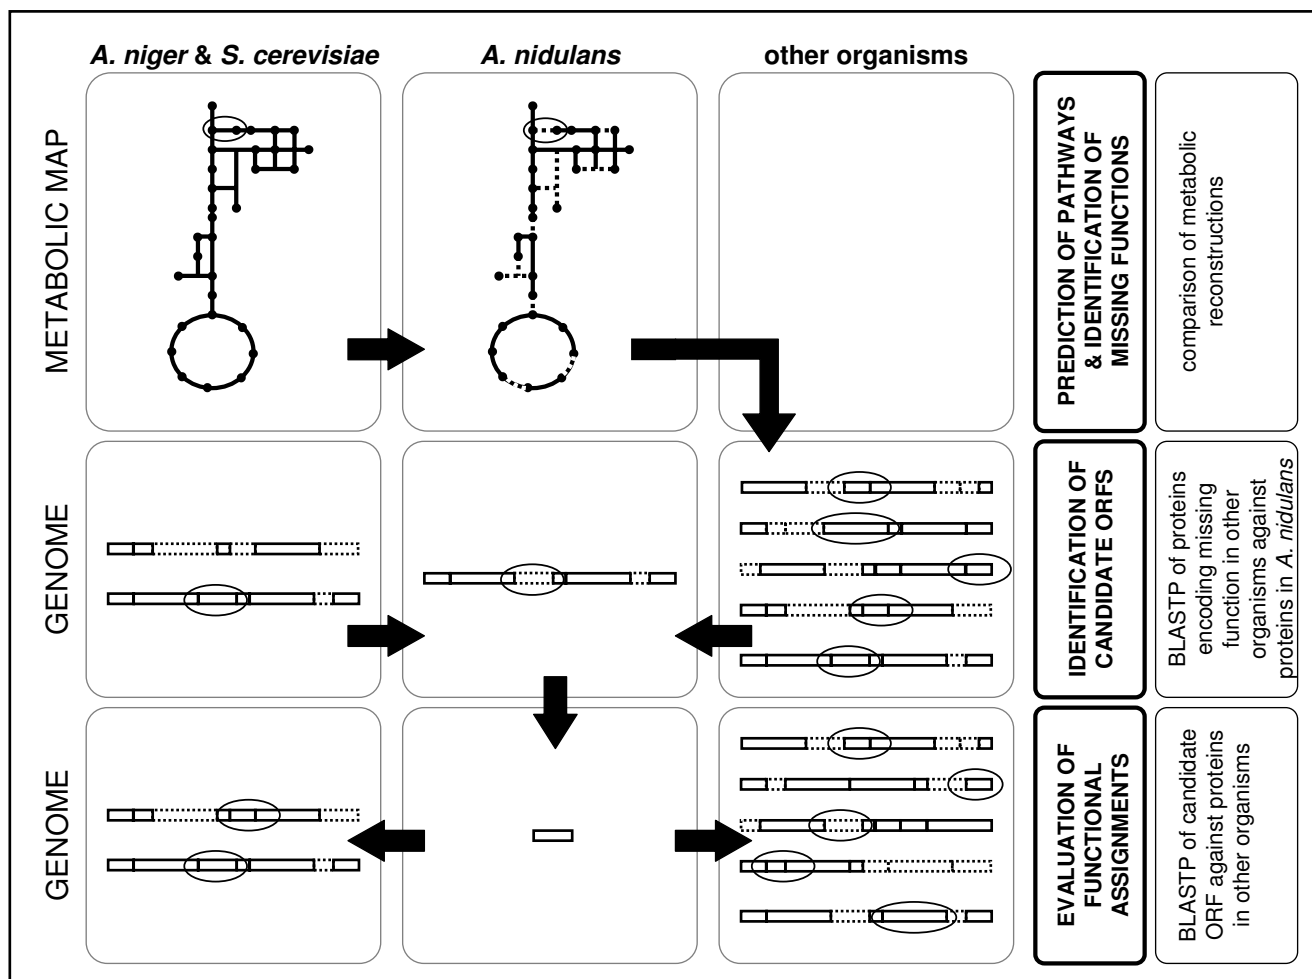 A. niger & S. cerevisiae
A. nidulans
other organisms
METABOLIC MAP
PREDICTION OF PATHWAYS
& IDENTIFICATION OF
MISSING FUNCTIONS
comparison of metabolic
reconstructions
GENOME
IDENTIFICATION OF
CANDIDATE ORFS
BLASTP of proteins
encoding missing
function in other
organisms against
proteins in A. nidulans
GENOME
EVALUATION OF
FUNCTIONAL
ASSIGNMENTS
BLASTP of candidate
ORF against proteins
in other organisms